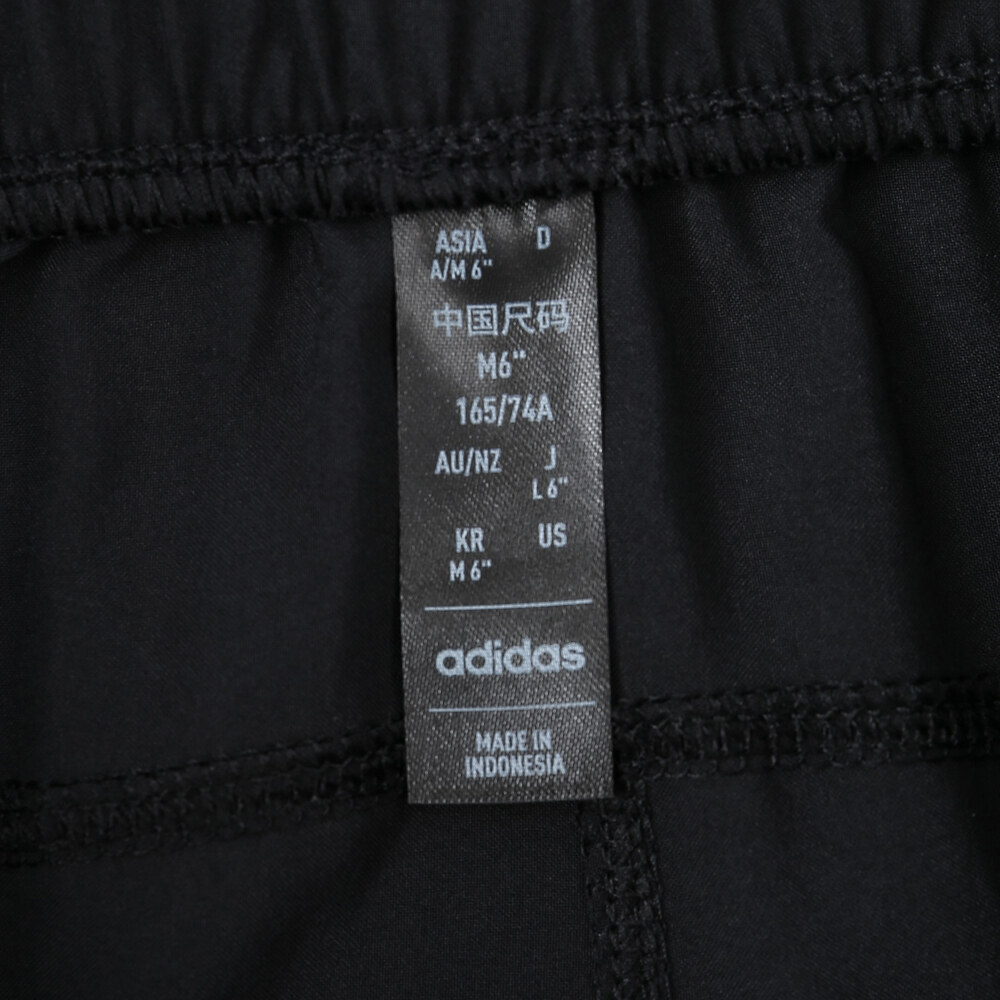 ASIA D
A/M 6"
中国尺码
M6"
165/74A
AU/NZ J
L 6"
KR US
M 6"
adidas
MADE IN
INDONESIA